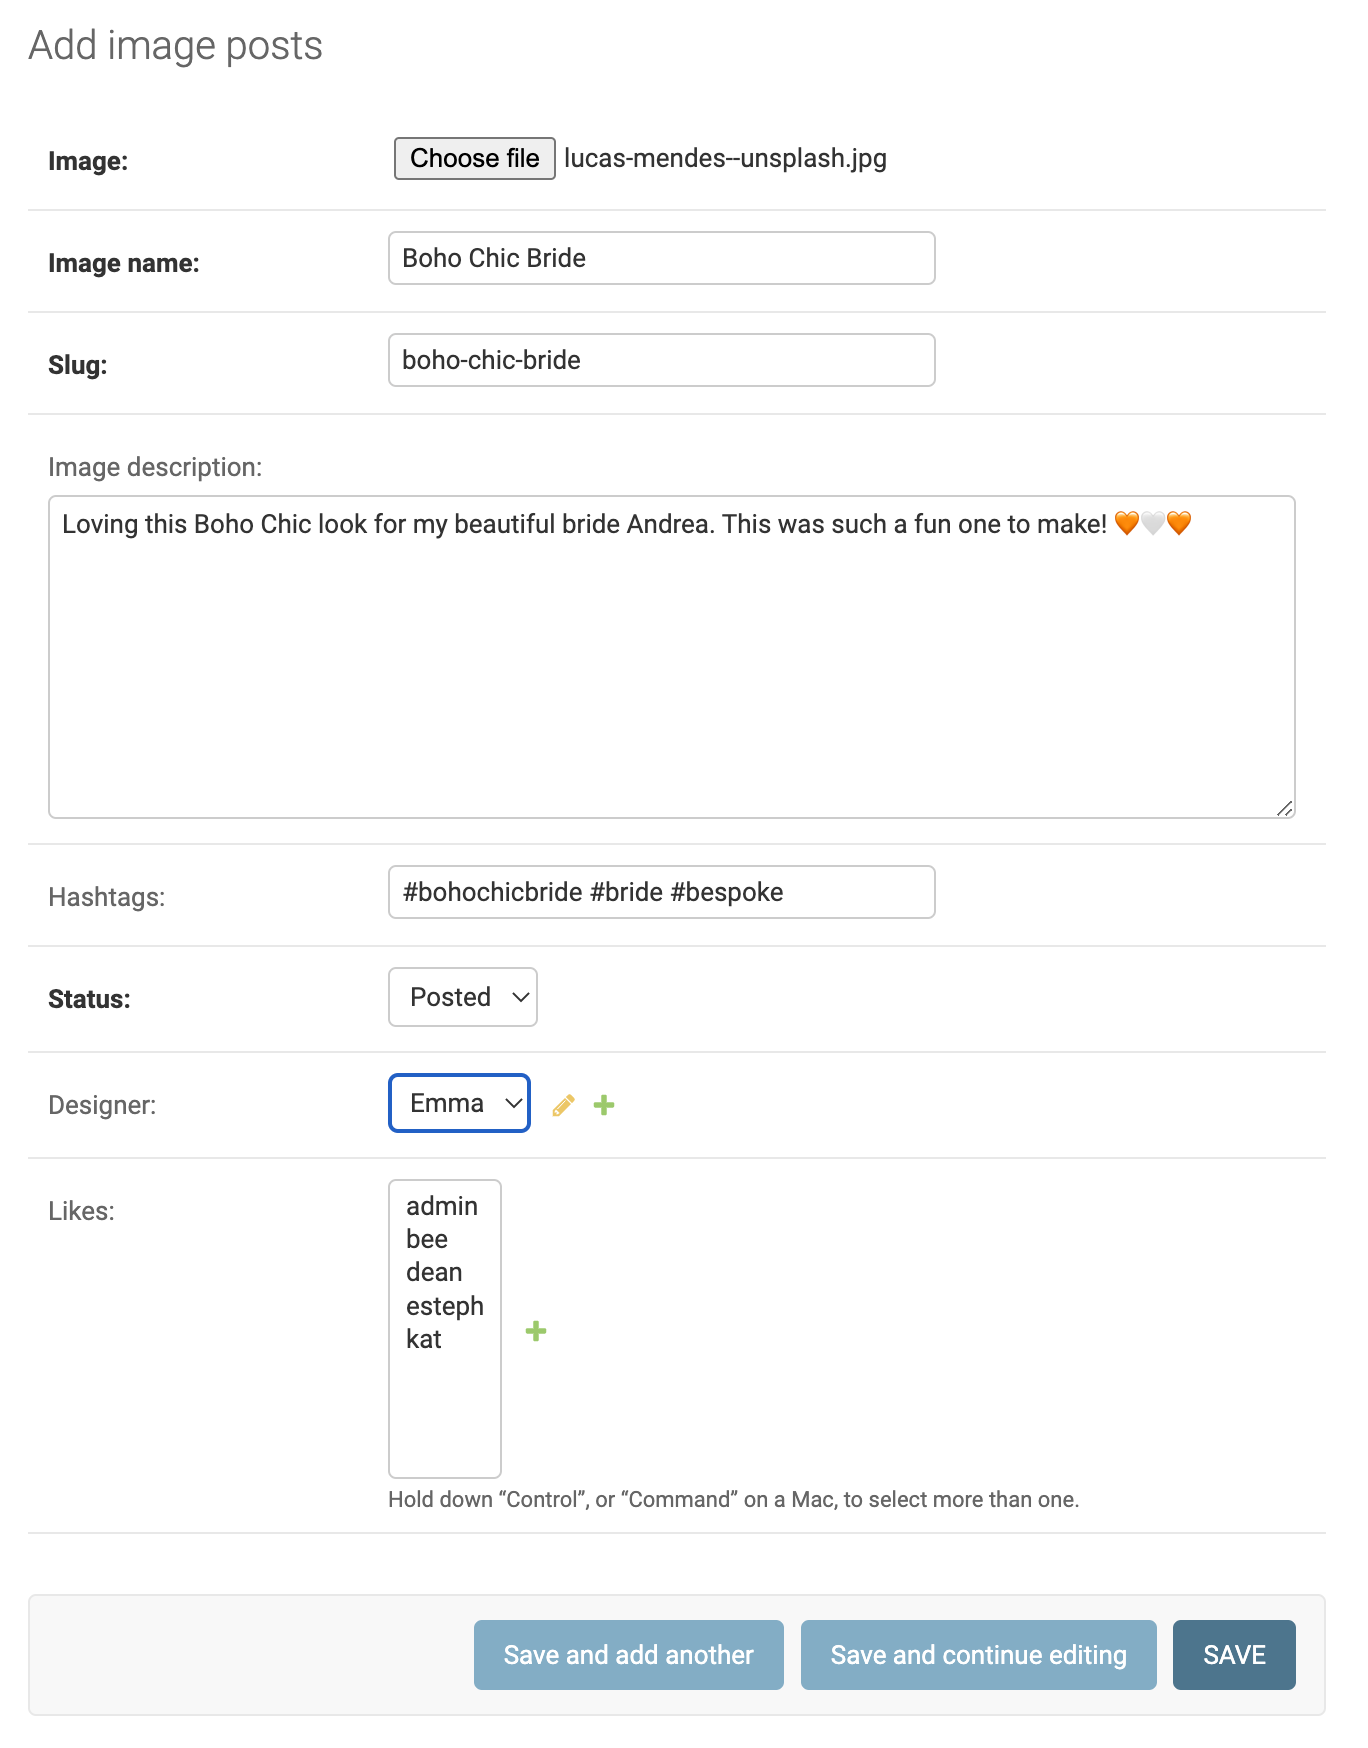 Add image posts
Image:
Choose file lucas-mendes--unsplash.jpg
Image name:
Boho Chic Bride
Slug:
boho-chic-bride
Image description:
Loving this Boho Chic look for my beautiful bride Andrea. This was such a fun one to make! 🧡🤍🧡
Hashtags:
#bohochicbride #bride #bespoke
Status:
Posted
Designer:
Emma
Likes:
admin
bee
dean
esteph
kat
Hold down “Control”, or “Command” on a Mac, to select more than one.
Save and add another
Save and continue editing
SAVE